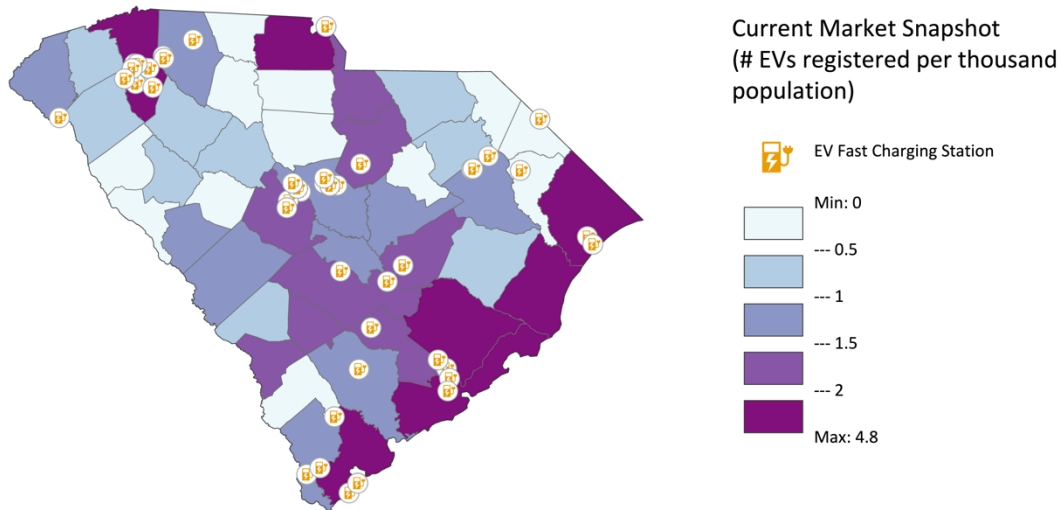 Current Market Snapshot
(# EVs registered per thousand
population)
EV Fast Charging Station
Min: 0
--- 0.5
--- 1
--- 1.5
--- 2
Max: 4.8